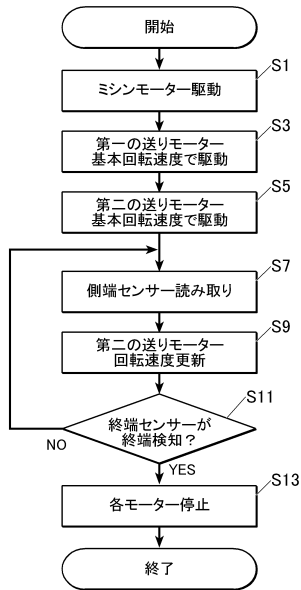 開始
S1
ミシンモーター駆動
S3
第一の送りモーター
基本回転速度で駆動
S5
第二の送りモーター
基本回転速度で駆動
S7
側端センサー読み取り
S9
第二の送りモーター
回転速度更新
S11
終端センサーが
終端検知？
NO
YES
S13
各モーター停止
終了